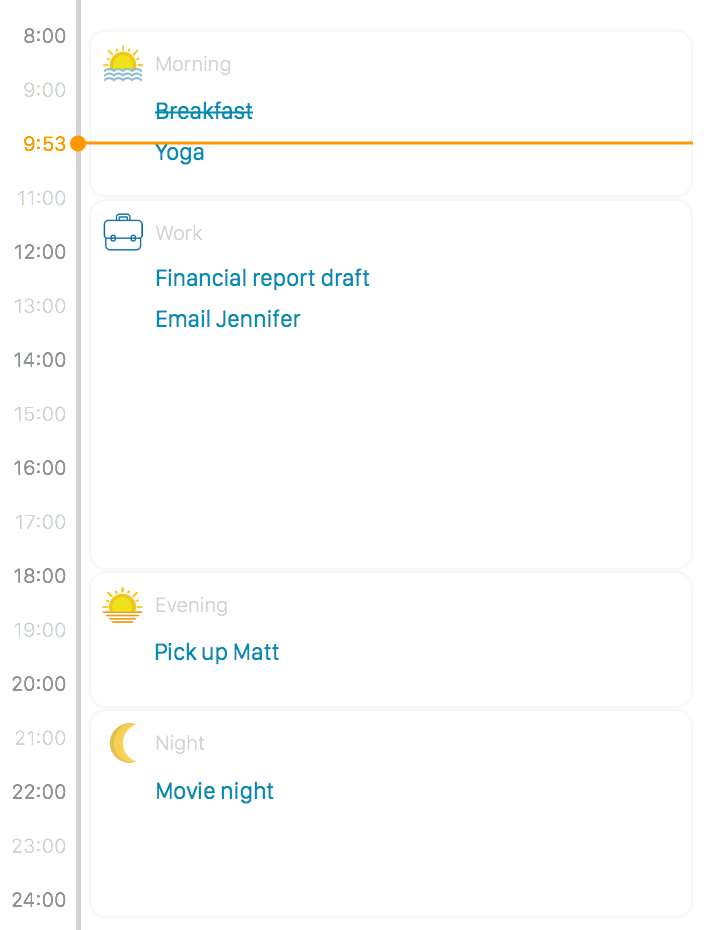 8:00
Morning
9:00
Breakfast
9:53
Yoga
11:00
Work
12:00
Financial report draft
13:00
Email Jennifer
14:00
15:00
16:00
17:00
18:00
Evening
19:00
Pick up Matt
20:00
21:00
Night
22:00
Movie night
23:00
24:00